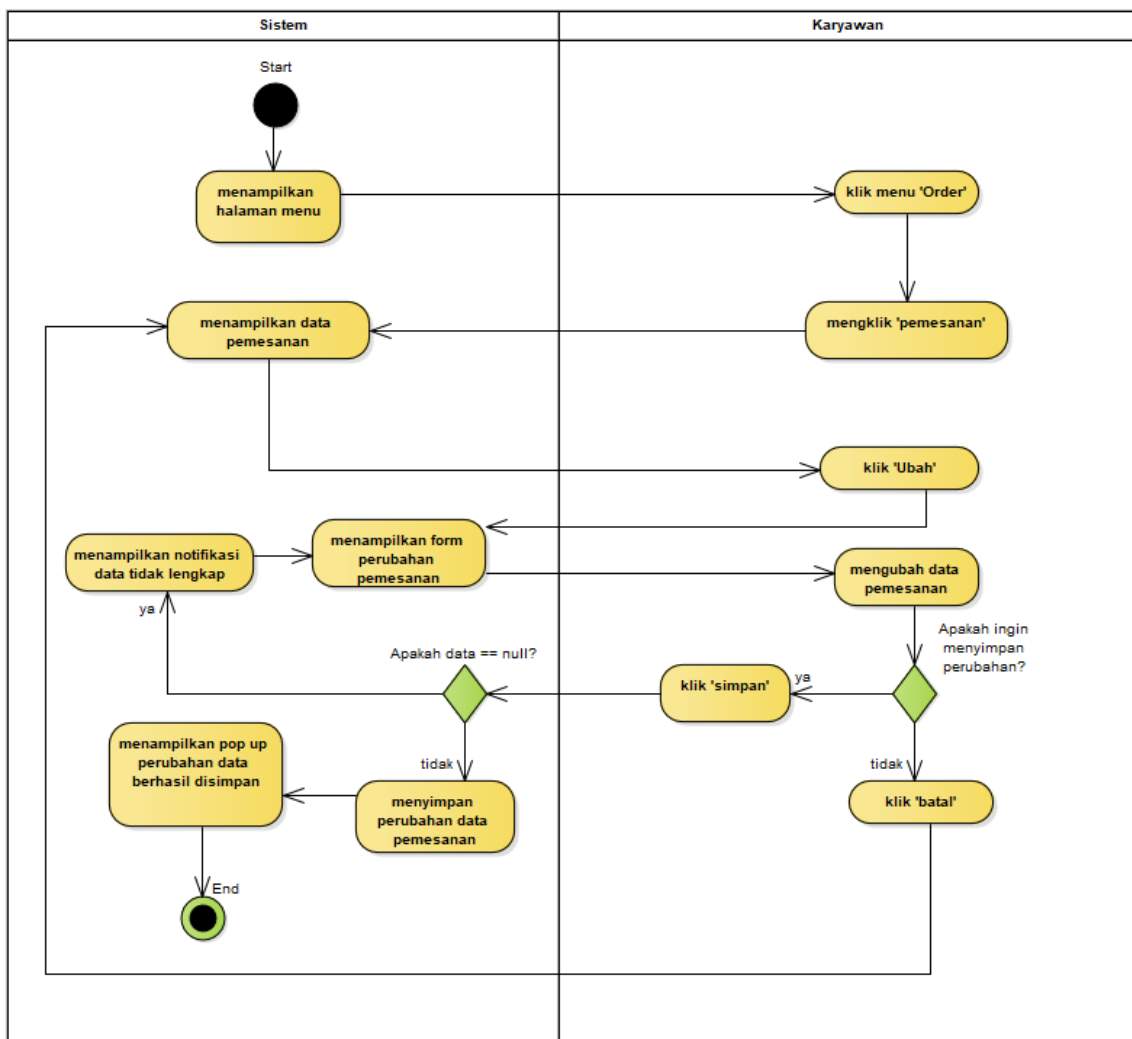 Sistem
Karyawan
Start
menampilkan
halaman menu
klik menu 'Order'
menampilkan data
pemesanan
mengklik 'pemesanan'
klik 'Ubah'
menampilkan notifikasi
data tidak lengkap
menampilkan form
perubahan
pemesanan
mengubah data
pemesanan
ya
Apakah ingin
menyimpan
perubahan?
Apakah data == null?
klik 'simpan'
ya
menampilkan pop up
perubahan data
berhasil disimpan
tidak
menyimpan
perubahan data
pemesanan
tidak
klik 'batal'
End